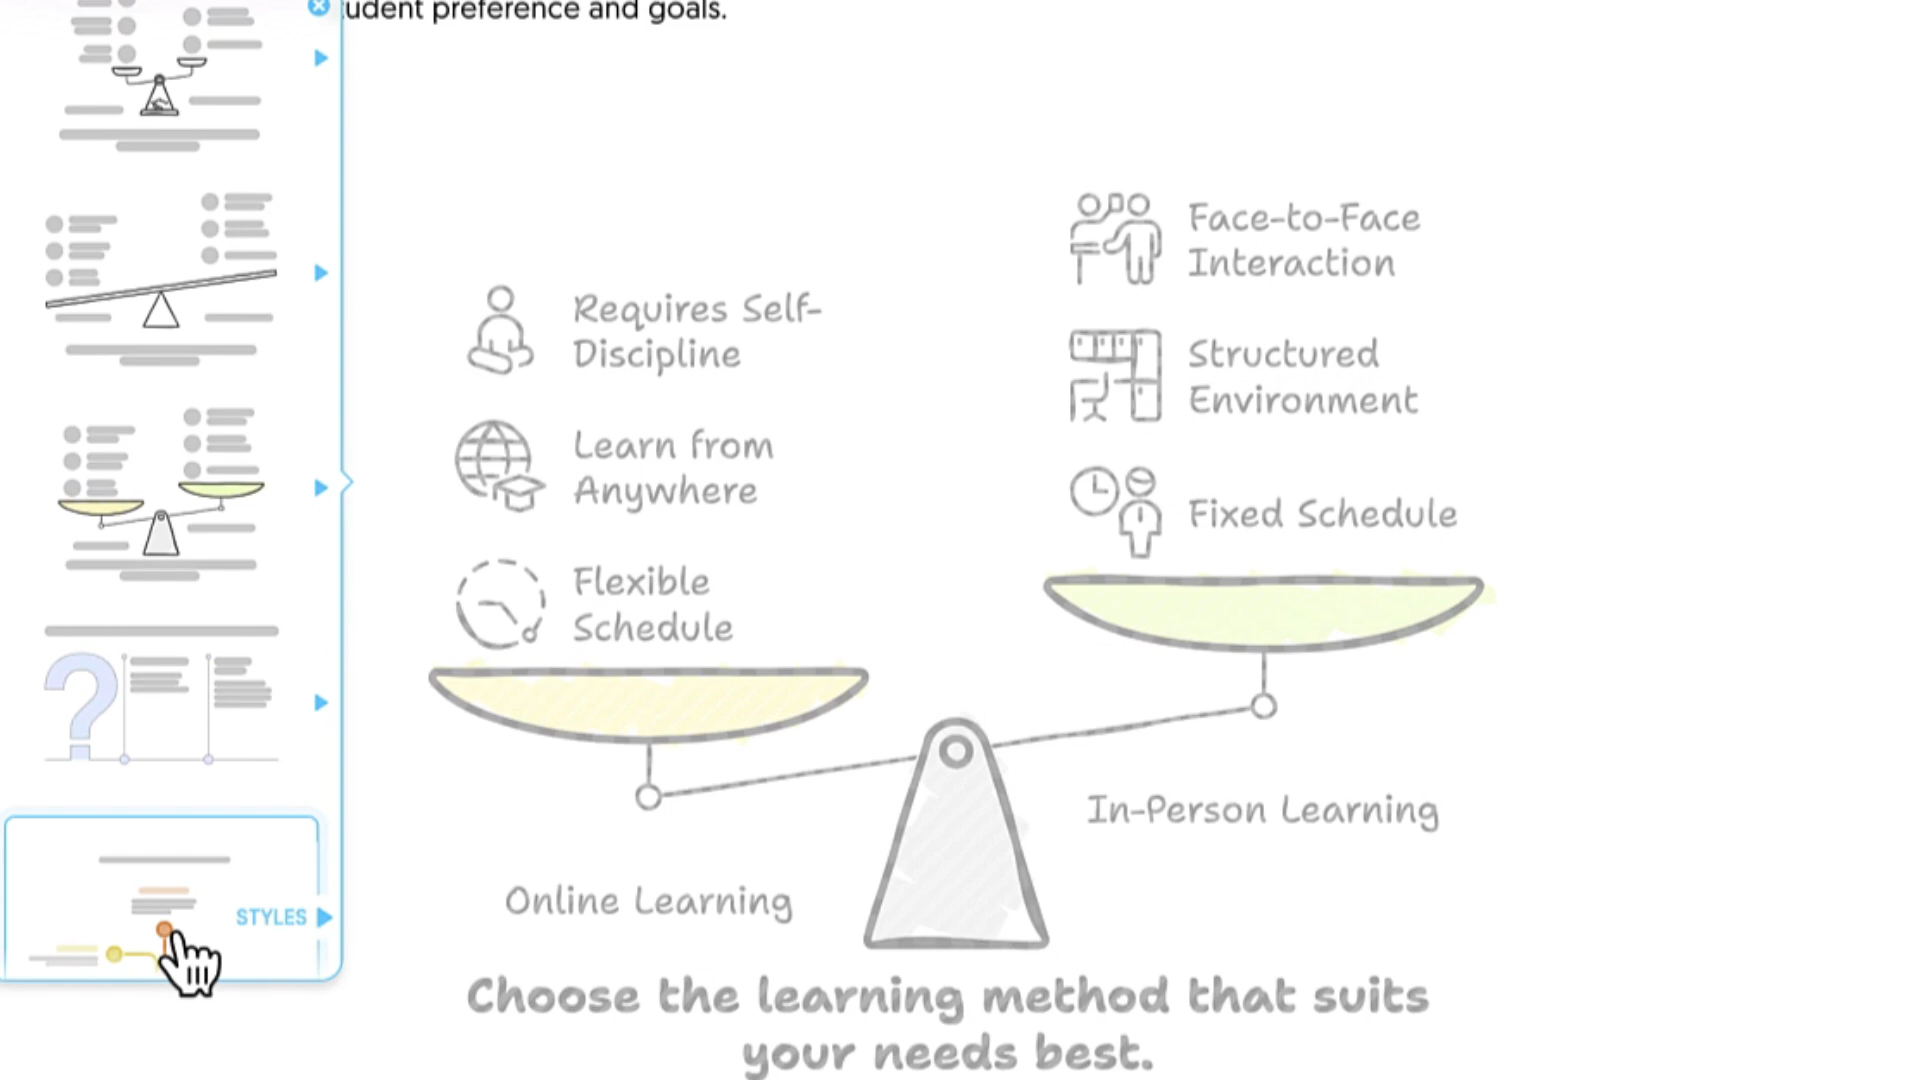 udent preference and goals.
Face-to-Face
Interaction
Requires Self-
Discipline
Structured
Environment
Learn from
Anywhere
Fixed Schedule
Flexible
Schedule
In-Person Learning
Online Learning
STYLES
Choose the learning method that suits
your needs best.